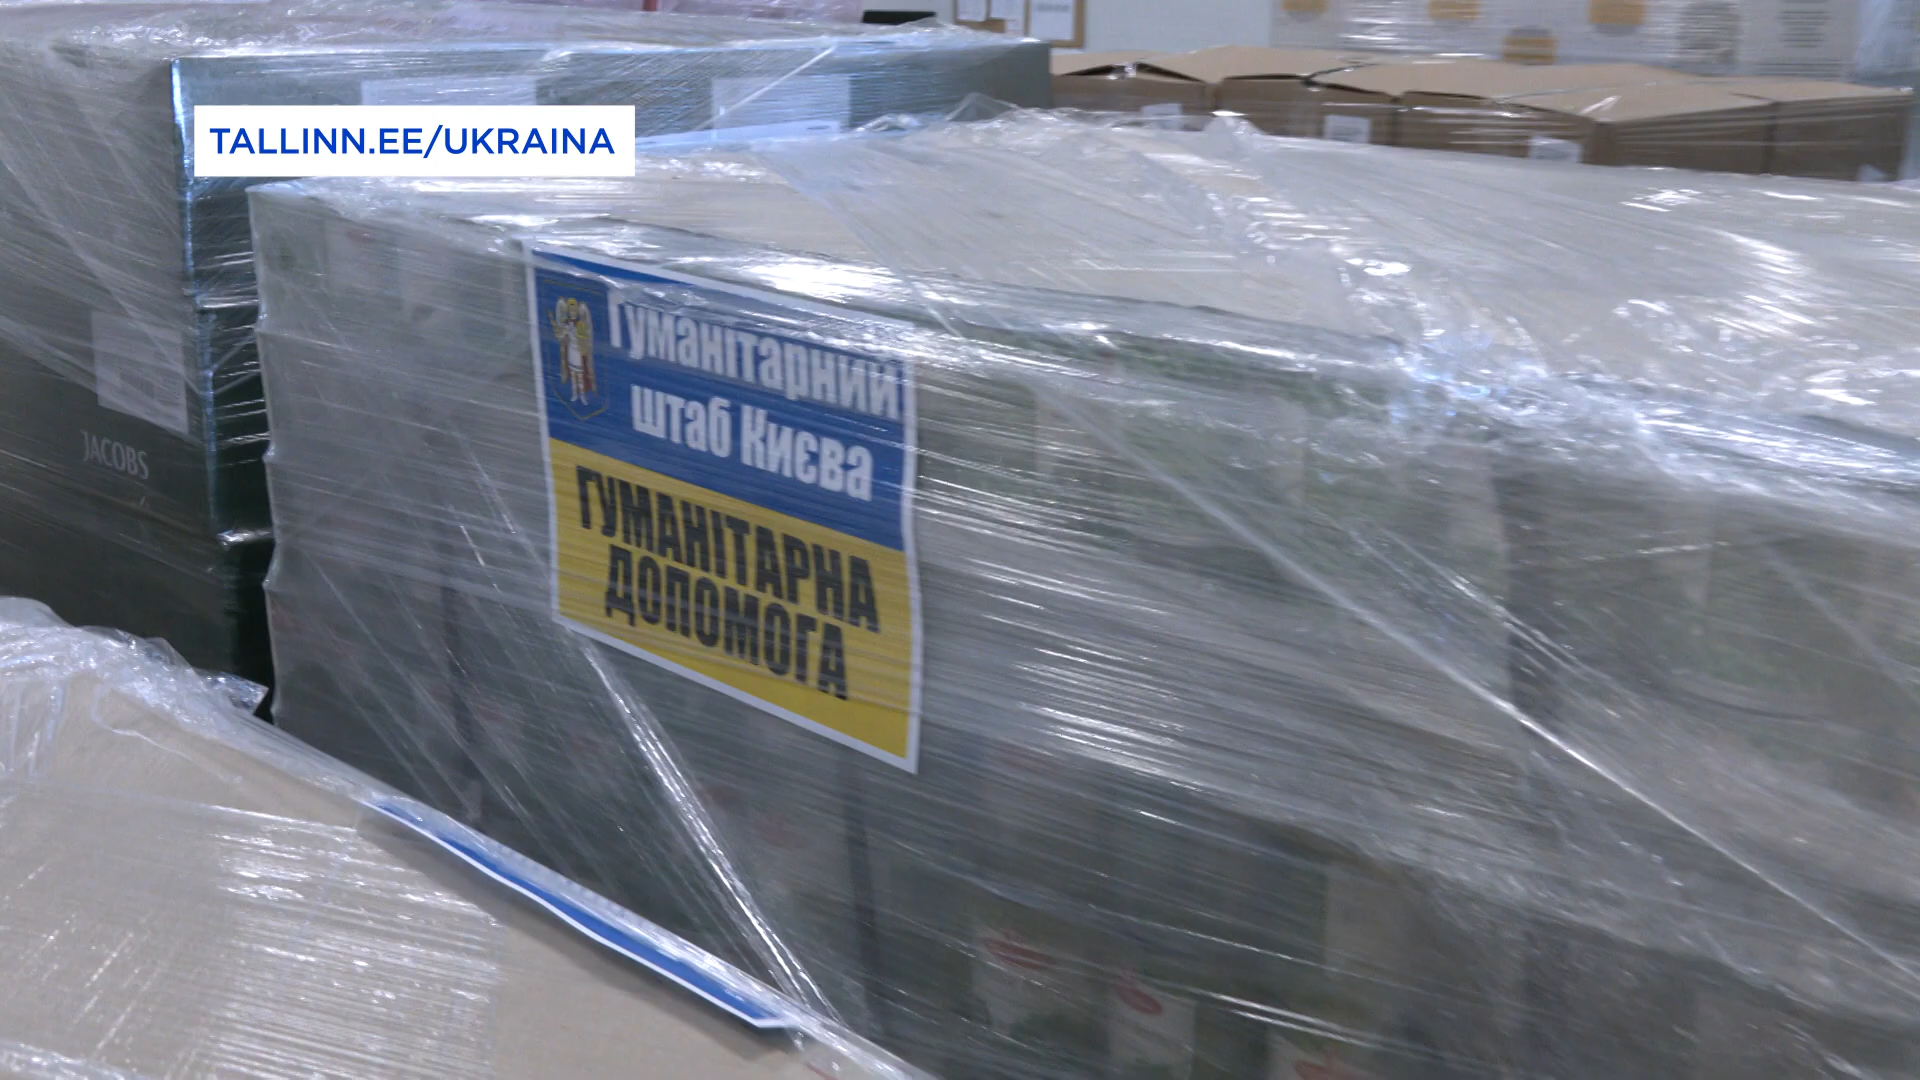 TALLINN.EE/UKRAINA
JACOBS
Гуманітарний
штаб Києва
ГУМАНІТАРНА
ДОПОМОГА